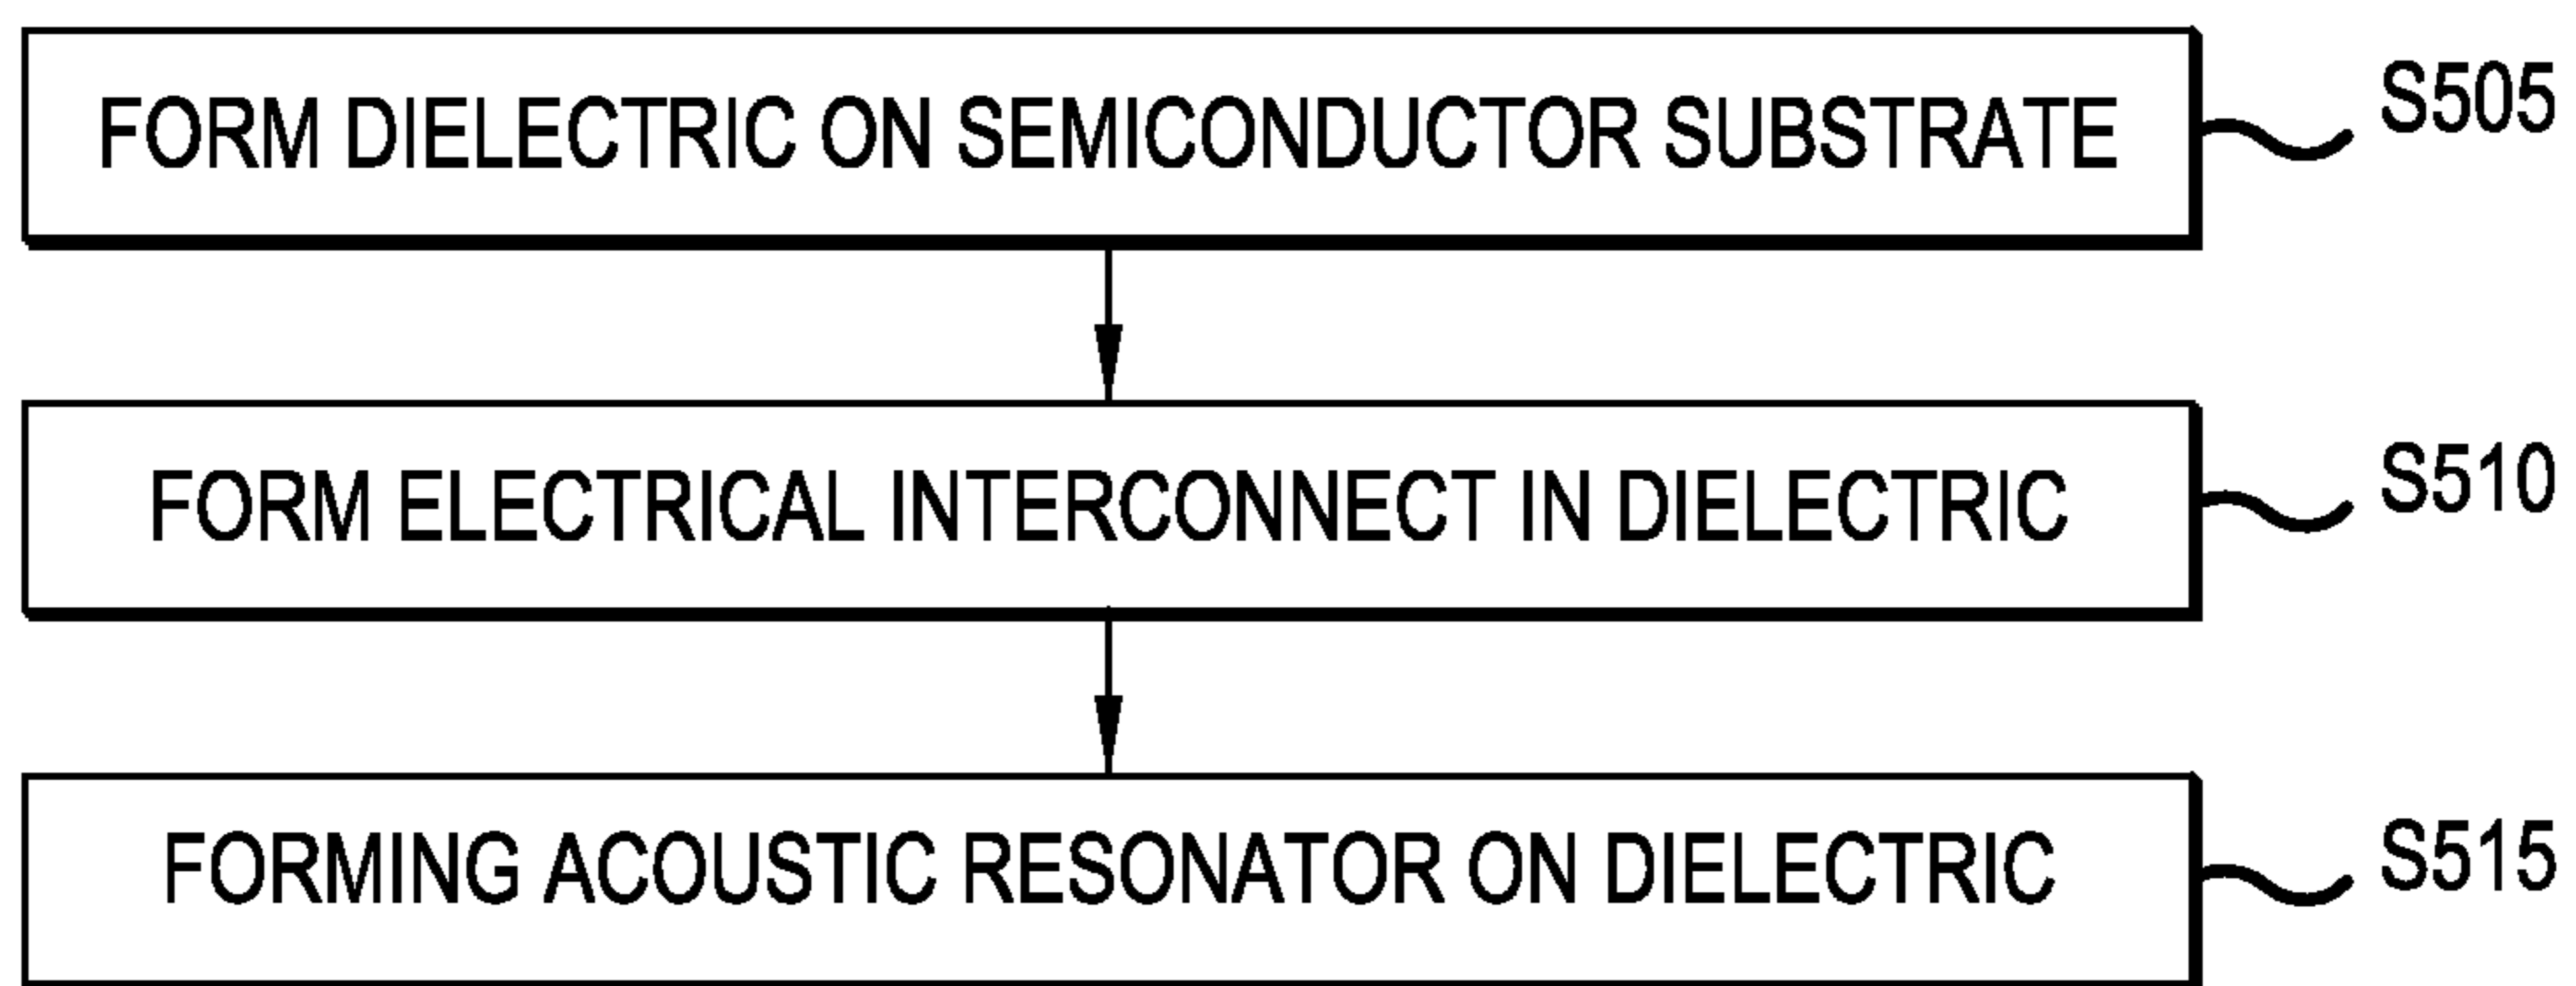 FORM DIELECTRIC ON SEMICONDUCTOR SUBSTRATE S505
FORM ELECTRICAL INTERCONNECT IN DIELECTRIC S510
FORMING ACOUSTIC RESONATOR ON DIELECTRIC S515